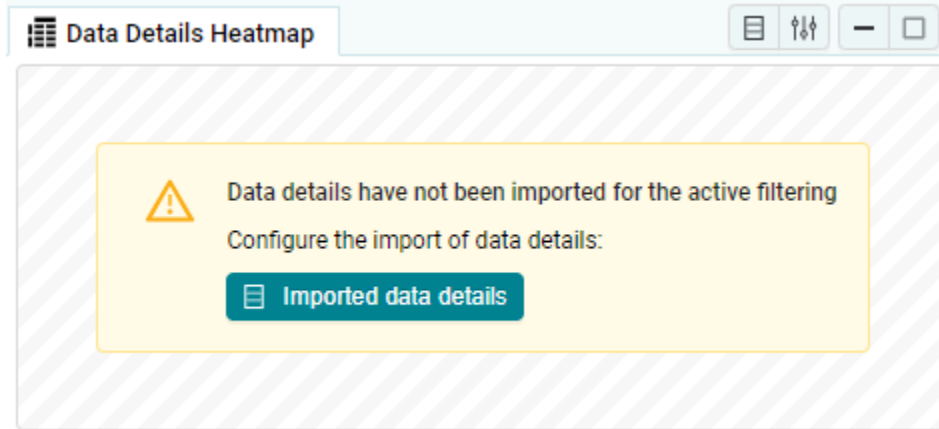 Data Details Heatmap
Data details have not been imported for the active filtering
Configure the import of data details:
Imported data details